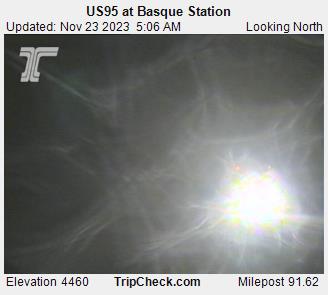 US95 at Basque Station
Updated: Nov 23 2023 5:06 AM Looking North
Elevation 4460 TripCheck.com Milepost 91.62